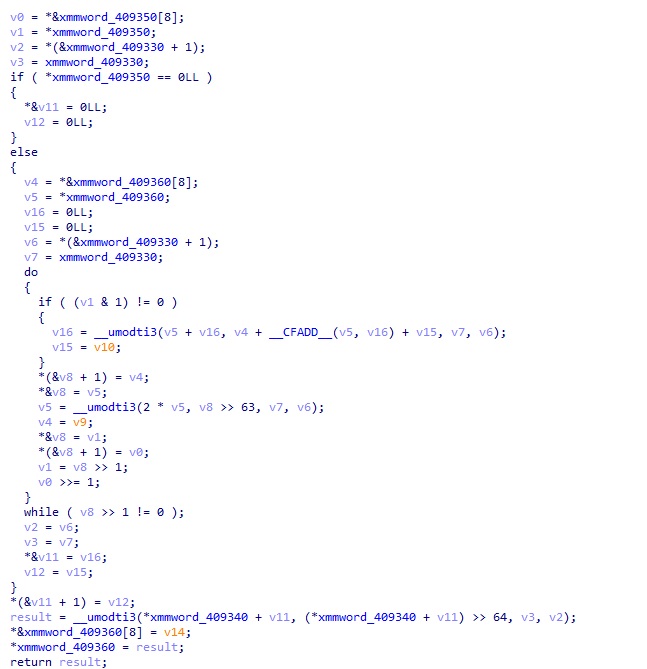 v0 = *&xmmword_409350[8];
v1 = *xmmword_409350;
v2 = *(&xmmword_409330 + 1);
v3 = xmmword_409330;
if ( *xmmword_409350 == 0LL )
{
  *&v11 = 0LL;
  v12 = 0LL;
}
else
{
  v4 = *&xmmword_409360[8];
  v5 = *xmmword_409360;
  v16 = 0LL;
  v15 = 0LL;
  v6 = *(&xmmword_409330 + 1);
  v7 = xmmword_409330;
  do
  {
    if ( (v1 & 1) != 0 )
    {
      v16 = __umodti3(v5 + v16, v4 + __CFADD__(v5, v16) + v15, v7, v6);
      v15 = v10;
    }
    *(&v8 + 1) = v4;
    *&v8 = v5;
    v5 = __umodti3(2 * v5, v8 >> 63, v7, v6);
    v4 = v9;
    *&v8 = v1;
    *(&v8 + 1) = v0;
    v1 = v8 >> 1;
    v0 >>= 1;
  }
  while ( v8 >> 1 != 0 );
  v2 = v6;
  v3 = v7;
  *&v11 = v16;
  v12 = v15;
}
*(&v11 + 1) = v12;
result = __umodti3(*xmmword_409340 + v11, (*xmmword_409340 + v11) >> 64, v3, v2);
*&xmmword_409360[8] = v14;
*xmmword_409360 = result;
return result;